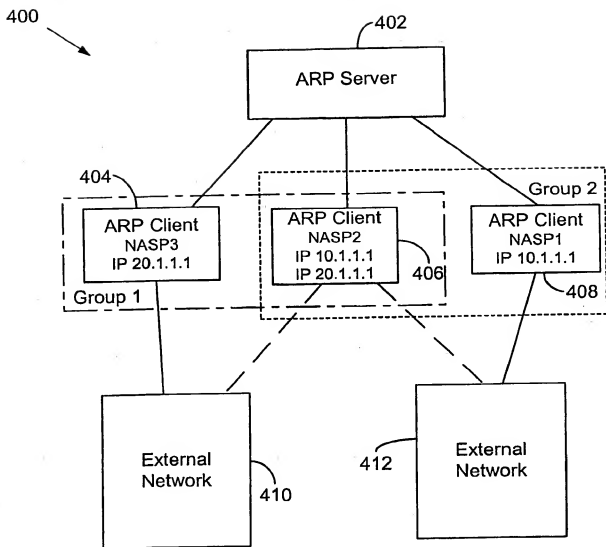 400
402
ARP Server
404
Group 2
ARP Client
NASP3
IP 20.1.1.1
ARP Client
NASP2
IP 10.1.1.1
IP 20.1.1.1
ARP Client
NASP1
IP 10.1.1.1
406
Group 1
408
External
Network
410
412
External
Network